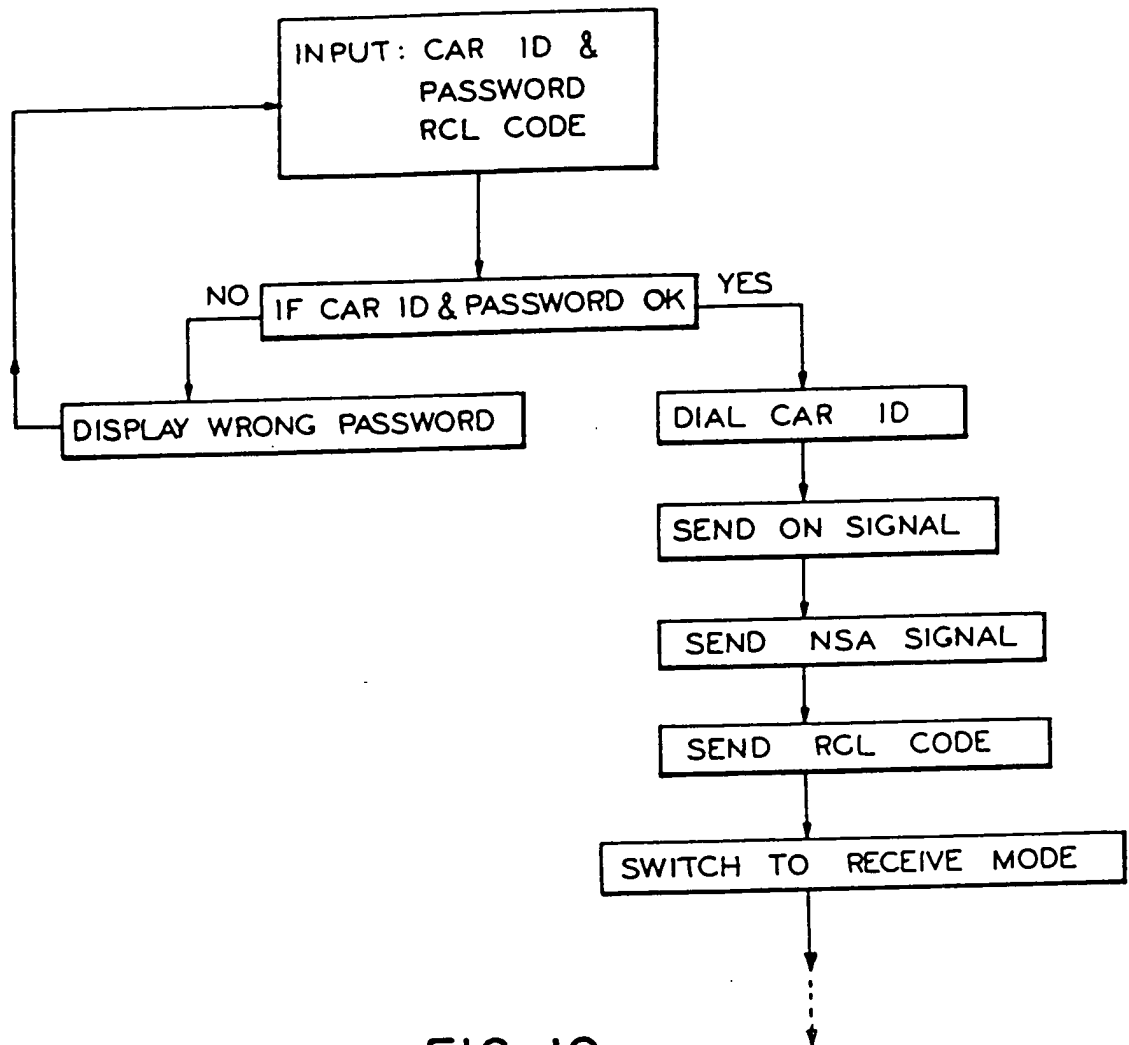 INPUT: CAR ID &
PASSWORD
RCL CODE
NO
IF CAR ID & PASSWORD OK
YES
DISPLAY WRONG PASSWORD
DIAL CAR ID
SEND ON SIGNAL
SEND NSA SIGNAL
SEND RCL CODE
SWITCH TO RECEIVE MODE